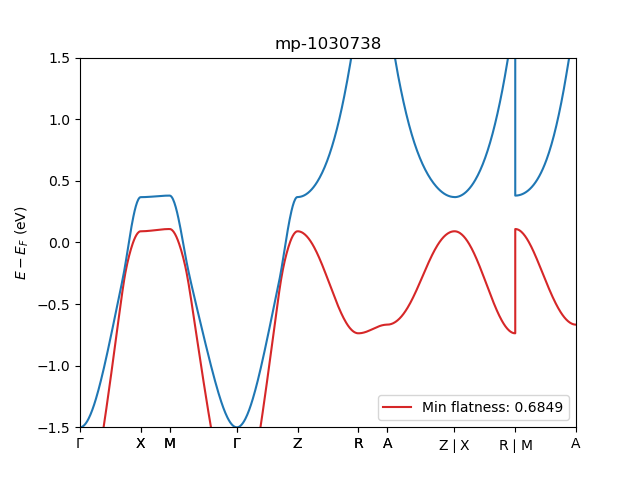 mp-1030738
E − E_F (eV)
1.5
1.0
0.5
0.0
−0.5
−1.0
−1.5
Min flatness: 0.6849
Γ X M Γ Z R A Z | X R | M A